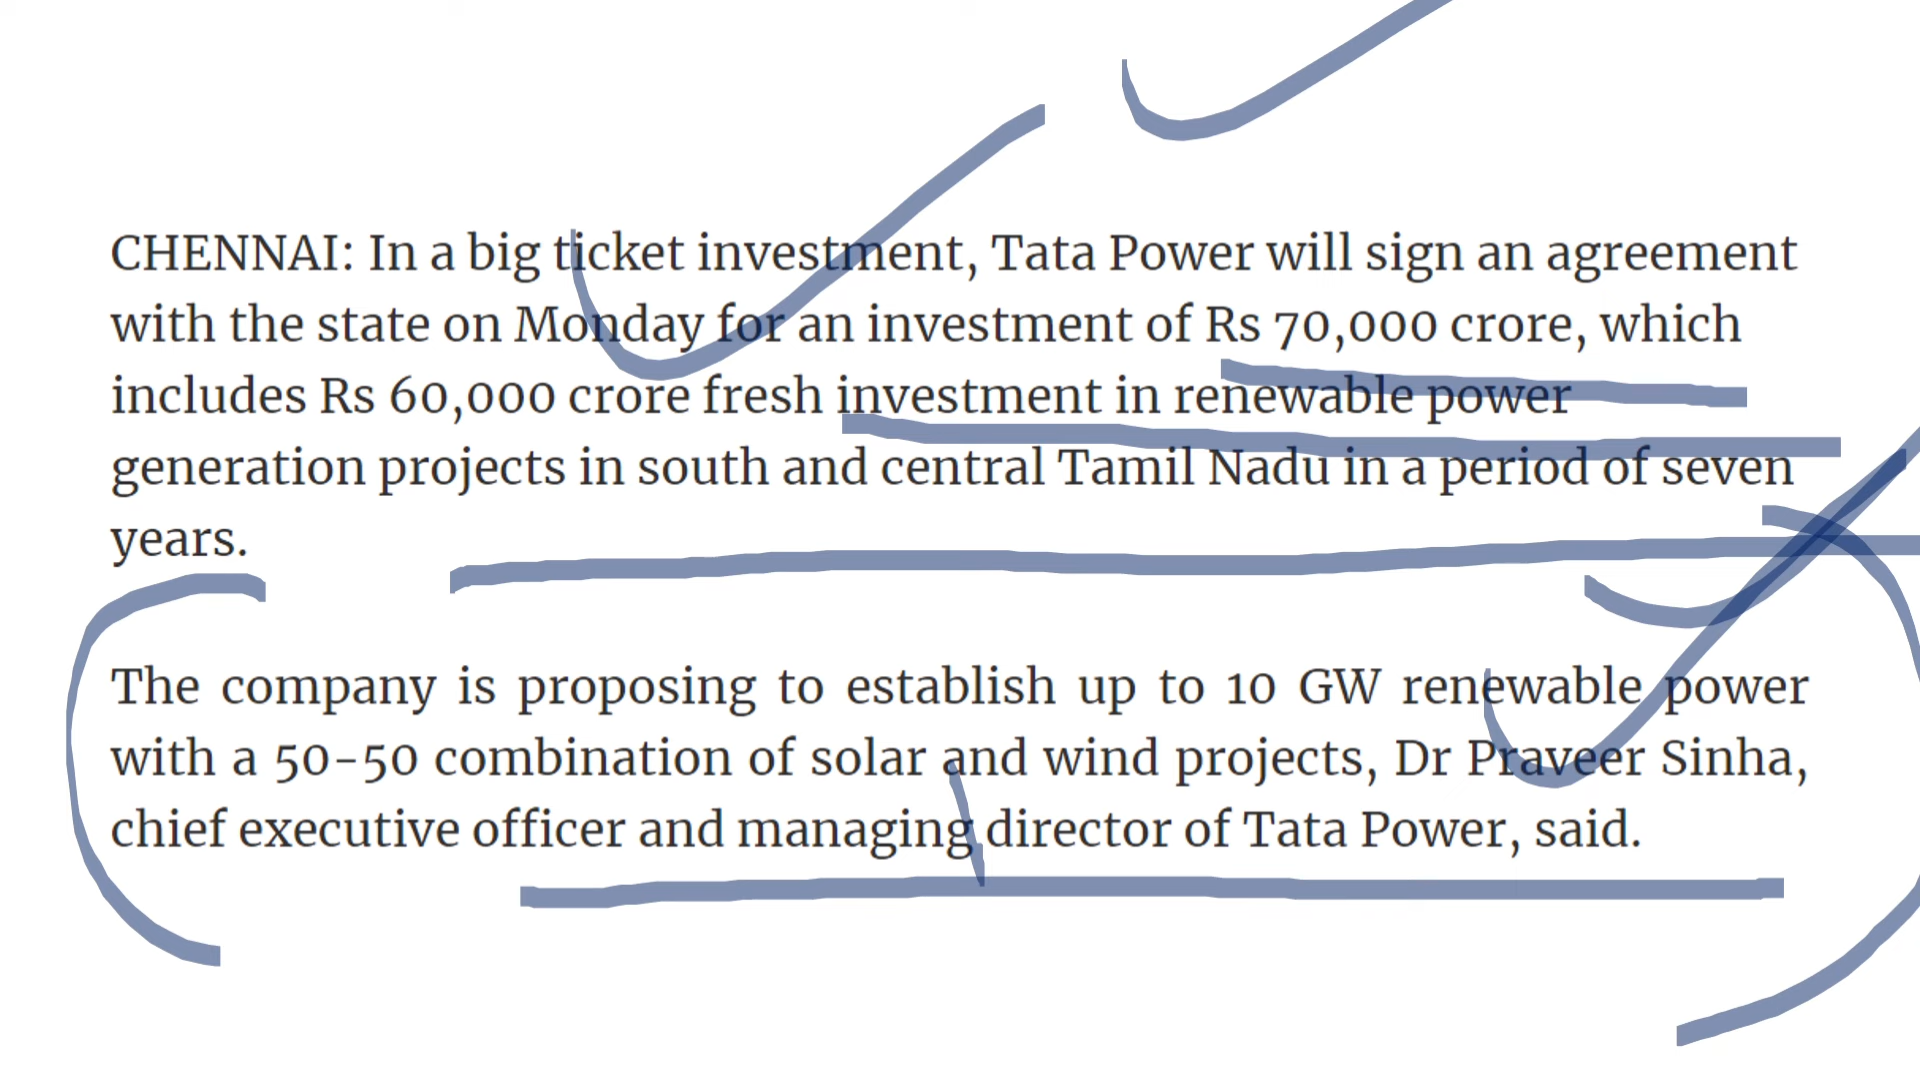 CHENNAI: In a big ticket investment, Tata Power will sign an agreement
with the state on Monday for an investment of Rs 70,000 crore, which
includes Rs 60,000 crore fresh investment in renewable power
generation projects in south and central Tamil Nadu in a period of seven
years.
The company is proposing to establish up to 10 GW renewable power
with a 50-50 combination of solar and wind projects, Dr Praveer Sinha,
chief executive officer and managing director of Tata Power, said.